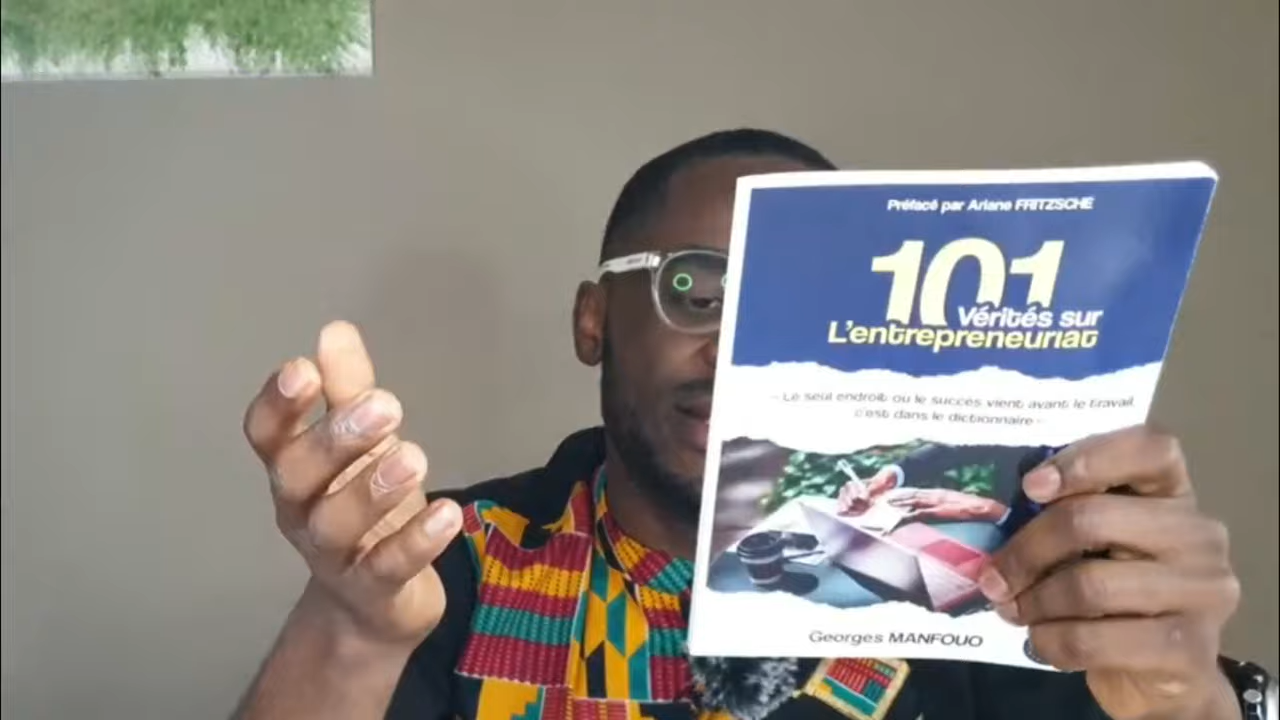 Préfacé par Ariane FRITZSCHE
101
Vérités sur
L'entrepreneuriat
« Le seul endroit ou le succès vient avant le travail,
c'est dans le dictionnaire »
Georges MANFOUO